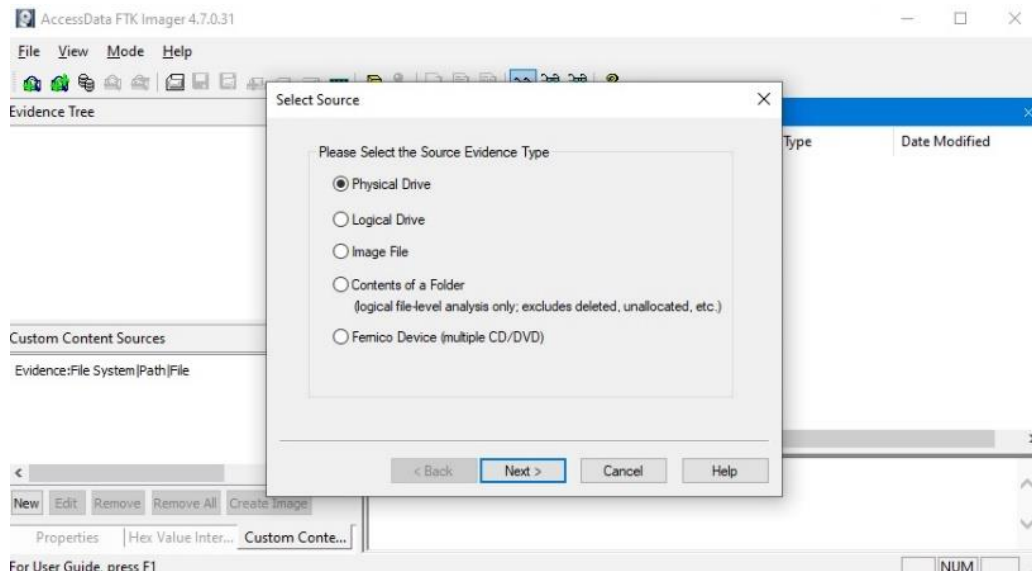 AccessData FTK Imager 4.7.0.31
File View Mode Help
Evidence Tree
Select Source
Type Date Modified
Please Select the Source Evidence Type
Physical Drive
Logical Drive
Image File
Contents of a Folder
(logical file-level analysis only; excludes deleted, unallocated, etc.)
Fernico Device (multiple CD/DVD)
Custom Content Sources
Evidence:File System|Path|File
< Back Next > Cancel Help
New Edit Remove Remove All Create Image
Properties Hex Value Inter... Custom Conte...
For User Guide, press F1 NUM